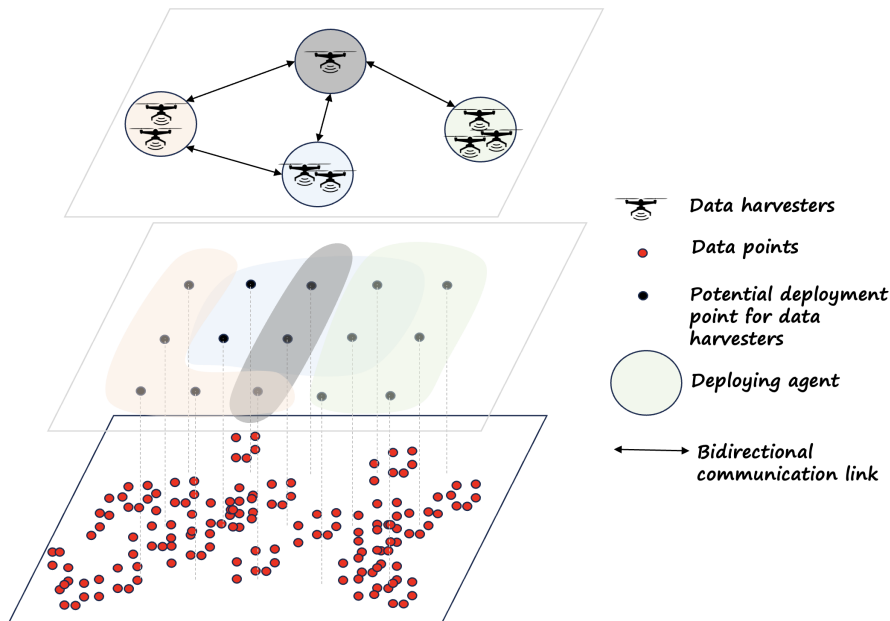 Data harvesters
Data points
Potential deployment
point for data
harvesters
Deploying agent
Bidirectional
communication link